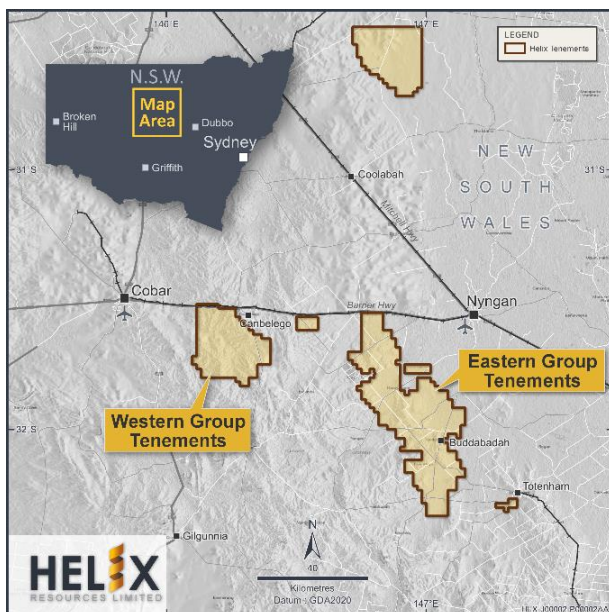 146°E
147°E
LEGEND
Helix Tenements
N.S.W.
Map
Area
Broken
Hill
Dubbo
Sydney
Griffith
31°S
31°S
NEW
SOUTH
WALES
Coolabah
Mitchell Hwy
Cobar
Barrier Hwy
Nyngan
Canbelego
Eastern Group
Tenements
Western Group
Tenements
32°S
32°S
Buddabadah
Totenham
Gilgunnia
N
40
Kilometres
Datum : GDA2020
147°E
HELIX
RESOURCES LIMITED